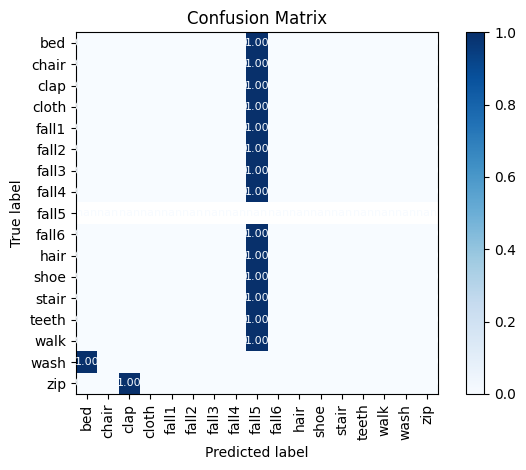 Confusion Matrix
True label
bed 1.00
chair 1.00
clap 1.00
cloth 1.00
fall1 1.00
fall2 1.00
fall3 1.00
fall4 1.00
fall5
fall6 1.00
hair 1.00
shoe 1.00
stair 1.00
teeth 1.00
walk 1.00
wash 1.00
zip 1.00
bed chair clap cloth fall1 fall2 fall3 fall4 fall5 fall6 hair shoe stair teeth walk wash zip
Predicted label
1.0
0.8
0.6
0.4
0.2
0.0